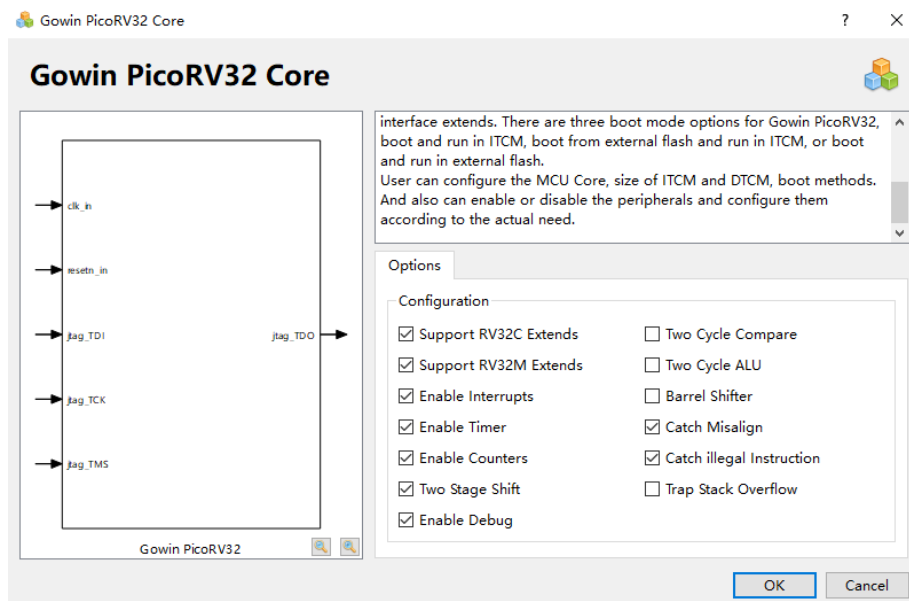 Gowin PicoRV32 Core
? ×
Gowin PicoRV32 Core
clk_in
resetn_in
jtag_TDI
jtag_TDO
jtag_TCK
jtag_TMS
Gowin PicoRV32
interface extends. There are three boot mode options for Gowin PicoRV32,
boot and run in ITCM, boot from external flash and run in ITCM, or boot
and run in external flash.
User can configure the MCU Core, size of ITCM and DTCM, boot methods.
And also can enable or disable the peripherals and configure them
according to the actual need.
Options
Configuration
Support RV32C Extends
Two Cycle Compare
Support RV32M Extends
Two Cycle ALU
Enable Interrupts
Barrel Shifter
Enable Timer
Catch Misalign
Enable Counters
Catch illegal Instruction
Two Stage Shift
Trap Stack Overflow
Enable Debug
OK
Cancel